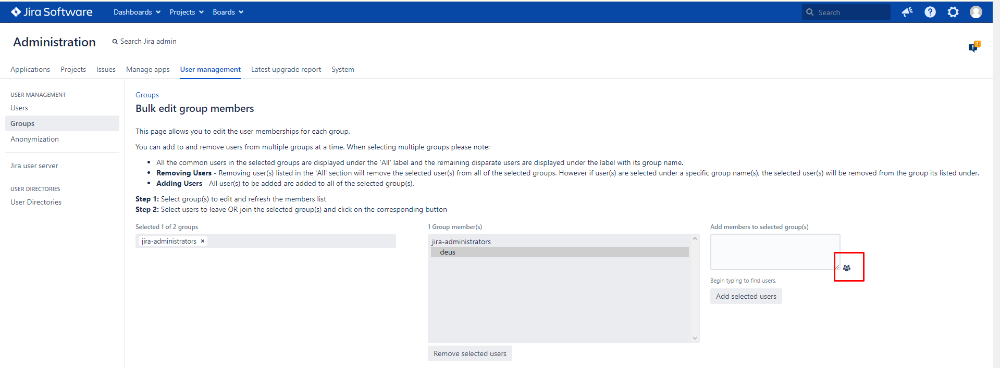 Jira Software Dashboards Projects Boards Search
Administration Search Jira admin
1
Applications Projects Issues Manage apps User management Latest upgrade report System
USER MANAGEMENT
Users
Groups
Anonymization
Jira user server
USER DIRECTORIES
User Directories
Groups
Bulk edit group members
This page allows you to edit the user memberships for each group.
You can add to and remove users from multiple groups at a time. When selecting multiple groups please note:
• All the common users in the selected groups are displayed under the 'All' label and the remaining disparate users are displayed under the label with its group name.
• Removing Users - Removing user(s) listed in the 'All' section will remove the selected user(s) from all of the selected groups. However if user(s) are selected under a specific group name(s), the selected user(s) will be removed from the group its listed under.
• Adding Users - All user(s) to be added are added to all of the selected group(s).
Step 1: Select group(s) to edit and refresh the members list
Step 2: Select users to leave OR join the selected group(s) and click on the corresponding button
Selected 1 of 2 groups
jira-administrators ×
1 Group member(s)
jira-administrators
deus
Remove selected users
Add members to selected group(s)
Begin typing to find users.
Add selected users